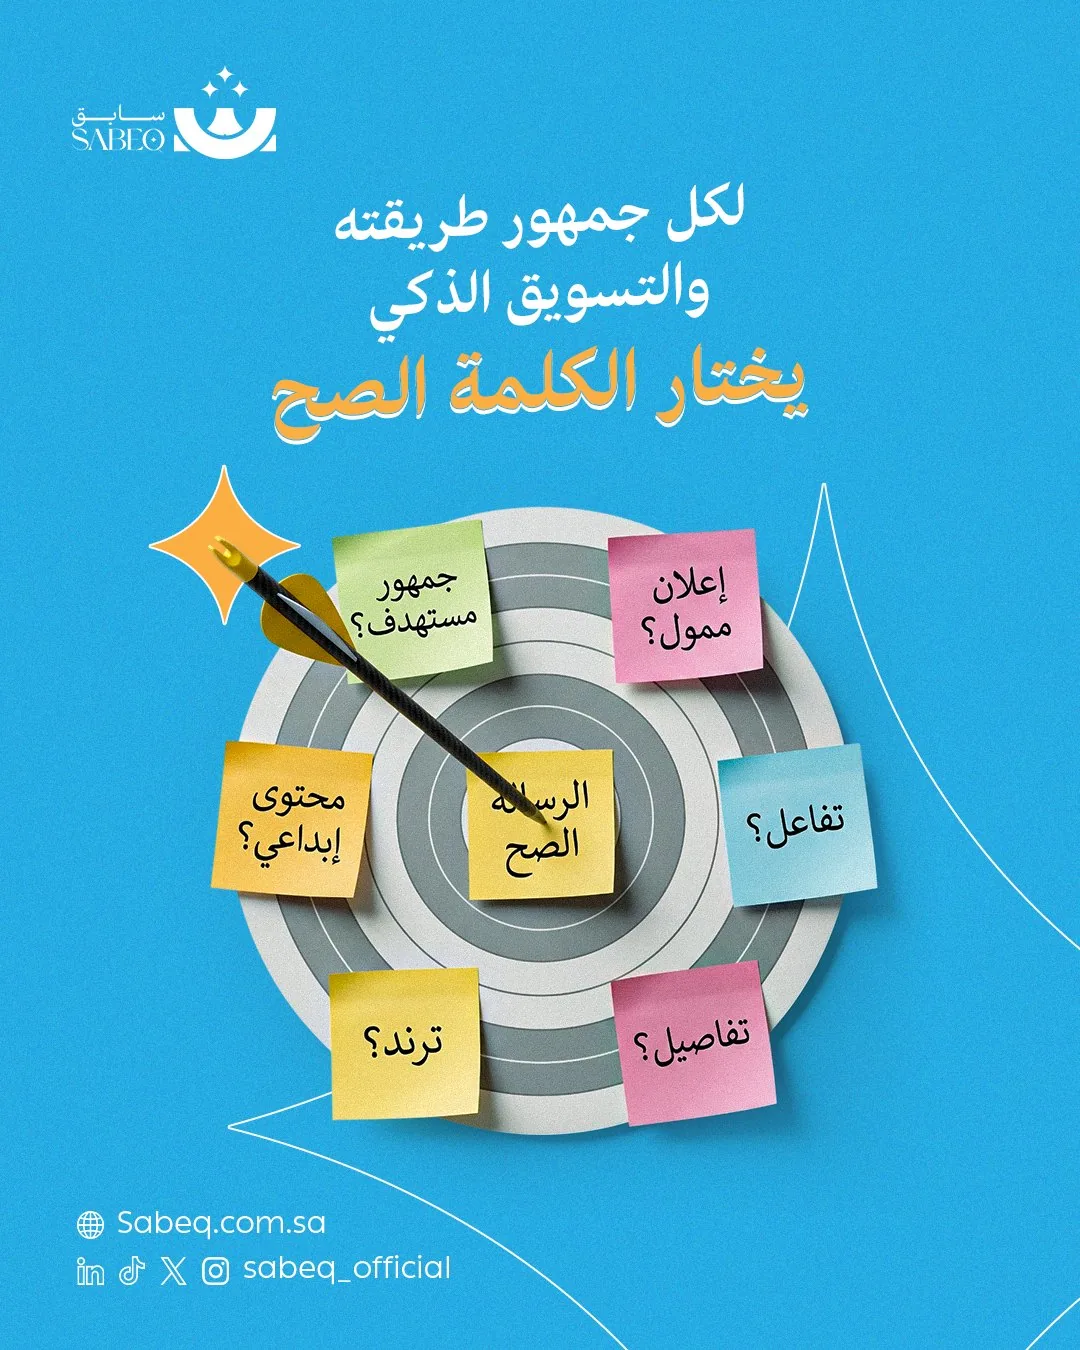 سابق
SABEQ
لكل جمهور طريقته
والتسويق الذكي
يختار الكلمة الصح
إعلان
ممول؟
جمهور
مستهدف؟
تفاعل؟
الرسالة
الصح
محتوى
إبداعي؟
تفاصيل؟
ترند؟
Sabeq.com.sa
in X sabeq_official